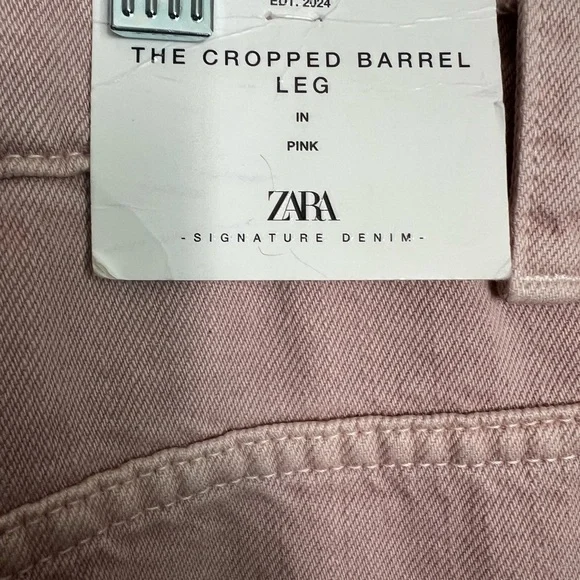 EDT. 2024
THE CROPPED BARREL
LEG
IN
PINK
ZARA
- SIGNATURE DENIM -